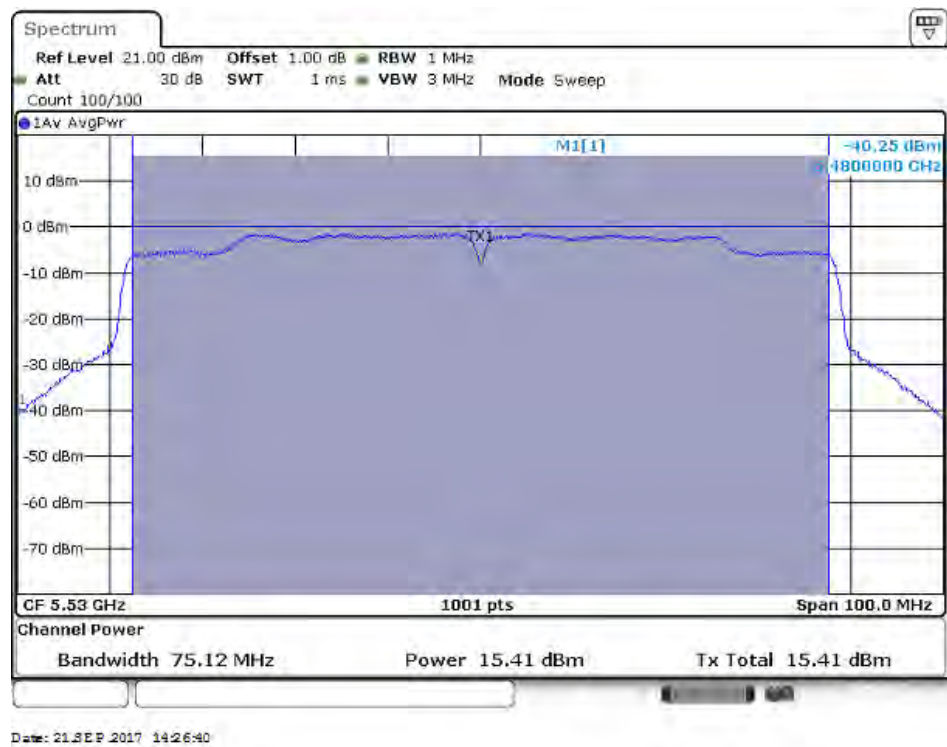 Spectrum
Ref Level 21.00 dBm Offset 1.00 dB RBW 1 MHz
Att 30 dB SWT 1 ms VBW 3 MHz Mode Sweep
Count 100/100
1Av AvgPwr
M1[1] -40.25 dBm
4800000 GHz
10 dBm
0 dBm
TX1
-10 dBm
-20 dBm
-30 dBm
1
-40 dBm
-50 dBm
-60 dBm
-70 dBm
CF 5.53 GHz 1001 pts Span 100.0 MHz
Channel Power
Bandwidth 75.12 MHz Power 15.41 dBm Tx Total 15.41 dBm
Date: 21.SEP.2017 14:26:40